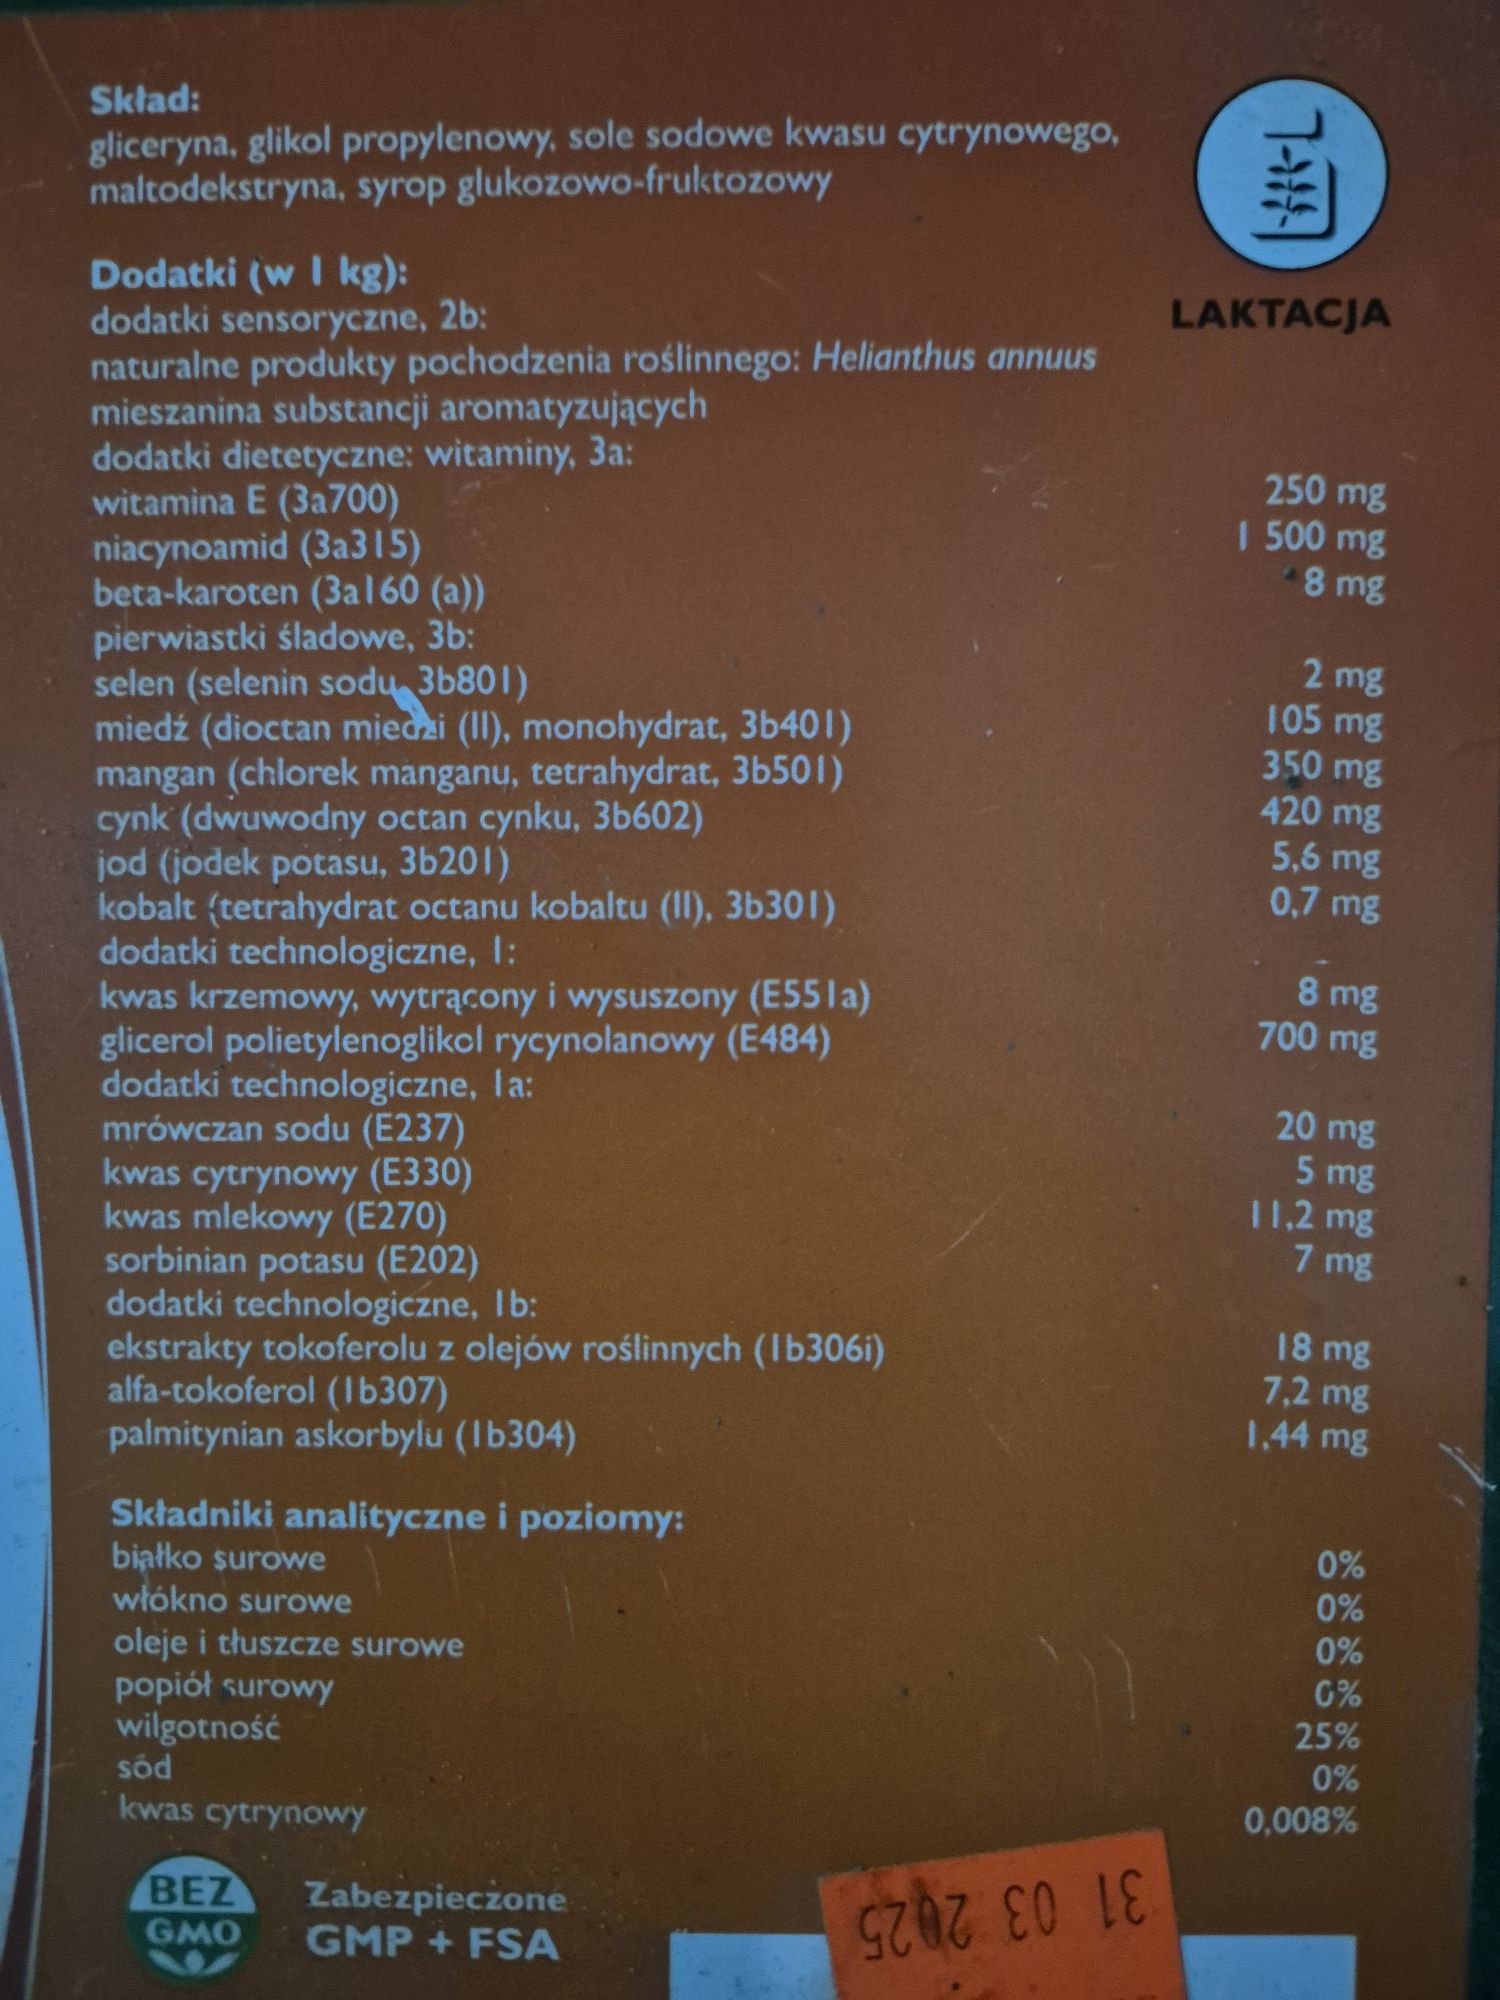 Skład:
gliceryna, glikol propylenowy, sole sodowe kwasu cytrynowego,
maltodekstryna, syrop glukozowo-fruktozowy
LAKTACJA
Dodatki (w 1 kg):
dodatki sensoryczne, 2b:
naturalne produkty pochodzenia roślinnego: Helianthus annuus
mieszanina substancji aromatyzujących
dodatki dietetyczne: witaminy, 3a:
witamina E (3a700) 250 mg
niacynoamid (3a315) 1 500 mg
beta-karoten (3a160 (a)) 8 mg
pierwiastki śladowe, 3b:
selen (selenin sodu, 3b801) 2 mg
miedź (dioctan miedzi (II), monohydrat, 3b401) 105 mg
mangan (chlorek manganu, tetrahydrat, 3b501) 350 mg
cynk (dwuwodny octan cynku, 3b602) 420 mg
jod (jodek potasu, 3b201) 5,6 mg
kobalt (tetrahydrat octanu kobaltu (II), 3b301) 0,7 mg
dodatki technologiczne, 1:
kwas krzemowy, wytrącony i wysuszony (E551a) 8 mg
glicerol polietylenoglikol rycynolanowy (E484) 700 mg
dodatki technologiczne, 1a:
mrówczan sodu (E237) 20 mg
kwas cytrynowy (E330) 5 mg
kwas mlekowy (E270) 11,2 mg
sorbinian potasu (E202) 7 mg
dodatki technologiczne, 1b:
ekstrakty tokoferolu z olejów roślinnych (1b306i) 18 mg
alfa-tokoferol (1b307) 7,2 mg
palmitynian askorbylu (1b304) 1,44 mg
Składniki analityczne i poziomy:
białko surowe 0%
włókno surowe 0%
oleje i tłuszcze surowe 0%
popiół surowy 0%
wilgotność 25%
sód 0%
kwas cytrynowy 0,008%
BEZ
GMO
Zabezpieczone
GMP + FSA
31 03 2025